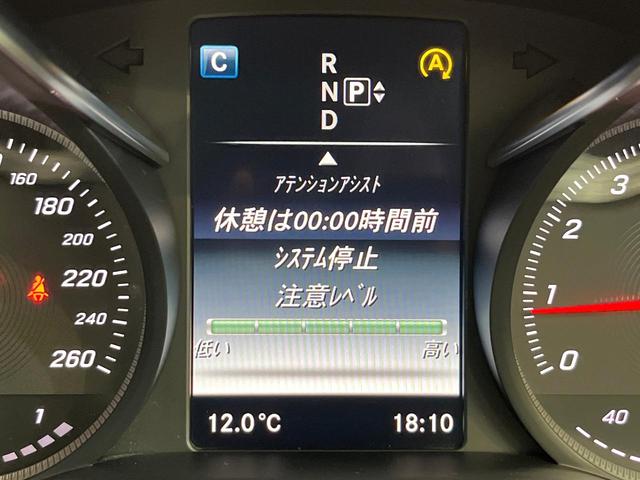 C
R
N P
D
A
アテンションアシスト
休憩は00:00時間前
システム停止
注意レベル
低い 高い
12.0℃ 18:10
160
180
200
220
240
260
1
3
2
1
0
40